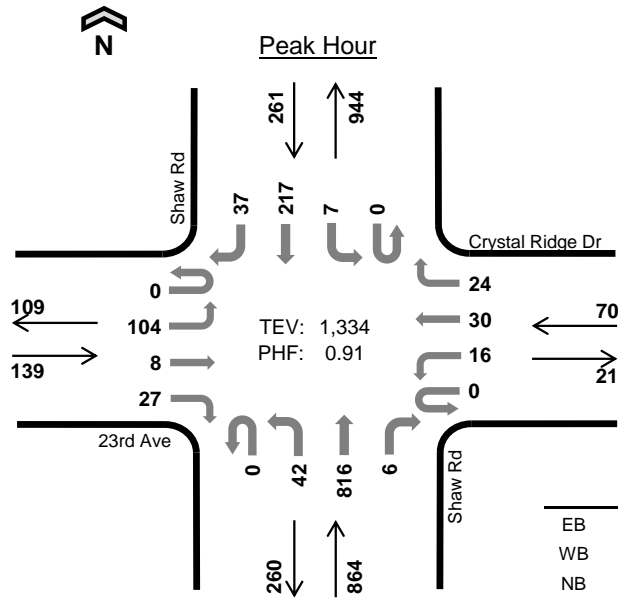 Peak Hour
N
261
944
Shaw Rd
37
217
7
0
Crystal Ridge Dr
0
24
109
104
TEV: 1,334
30
70
139
8
PHF: 0.91
16
21
27
0
23rd Ave
0
42
816
6
Shaw Rd
260
864
EB
WB
NB